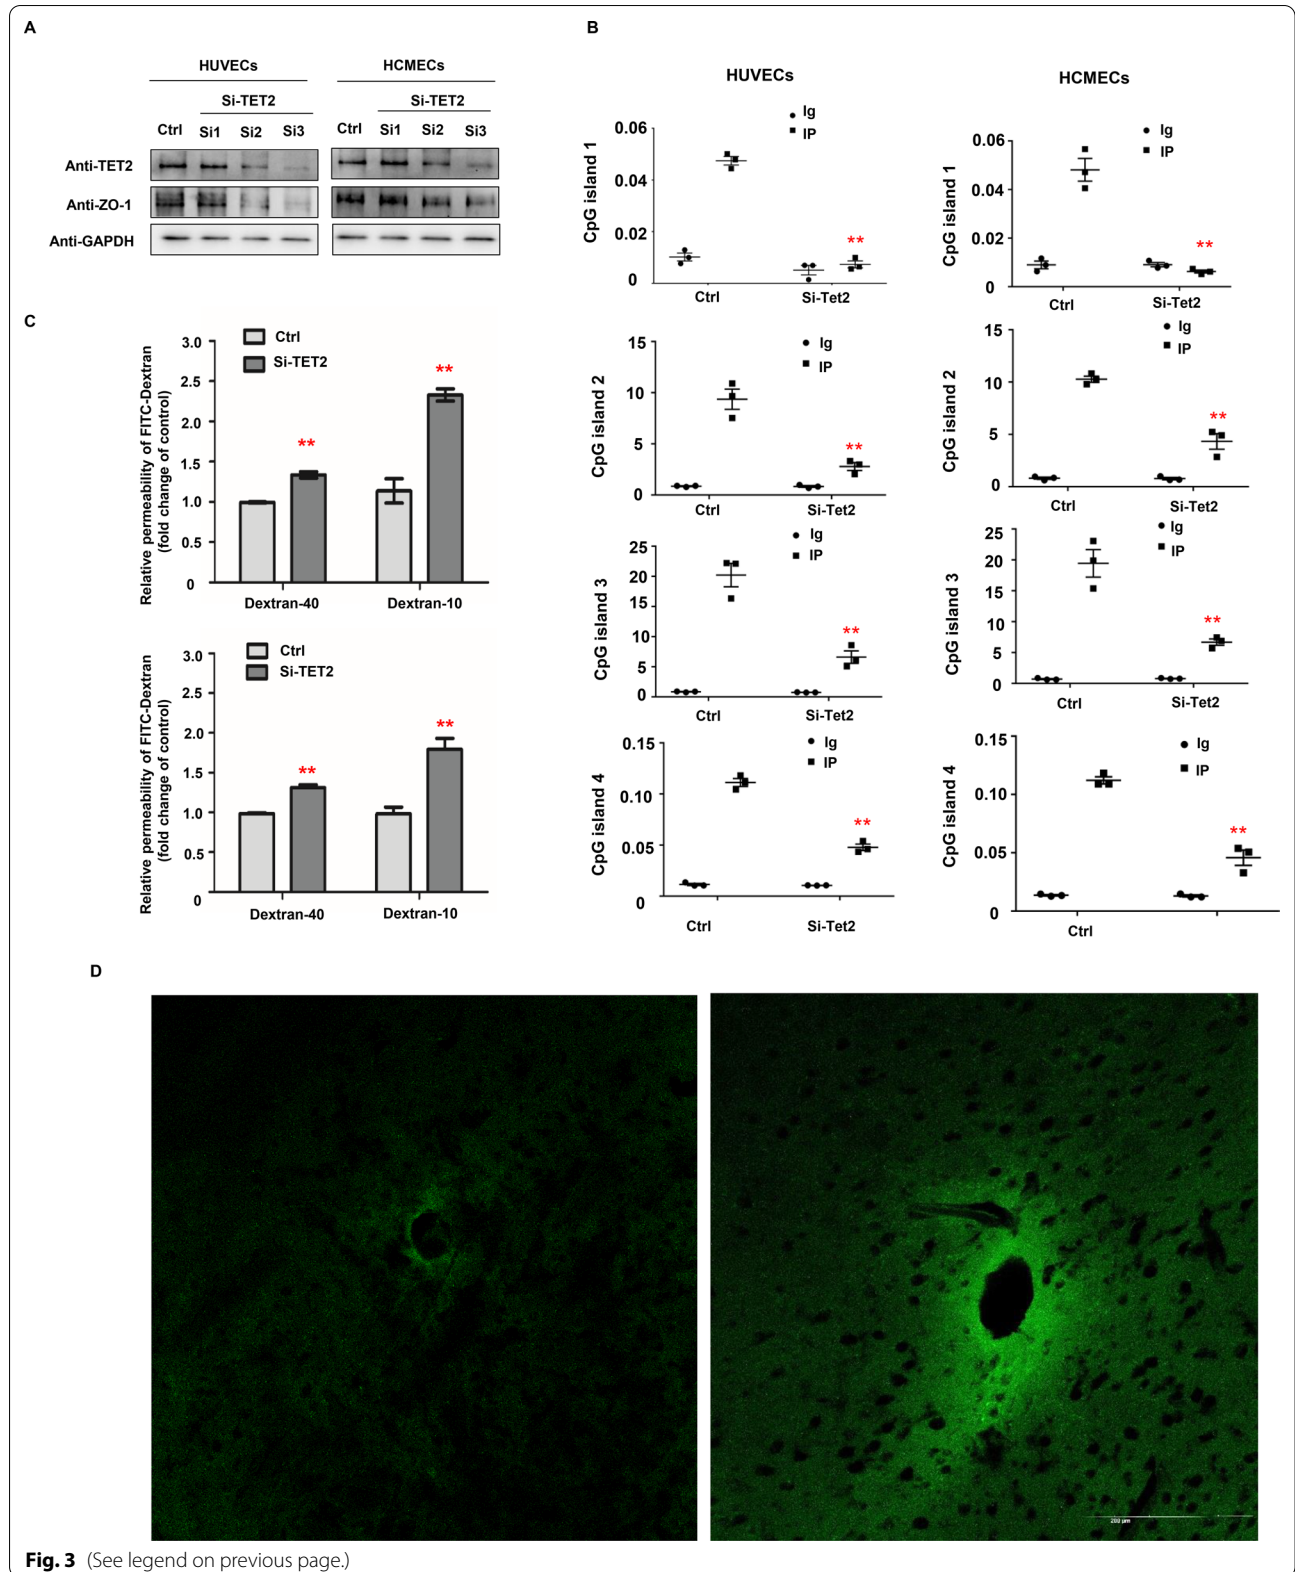 A
HUVECs
HCMECs
Si-TET2
Si-TET2
Ctrl
Si1
Si2
Si3
Ctrl
Si1
Si2
Si3
Anti-TET2
Anti-ZO-1
Anti-GAPDH
B
HUVECs
HCMECs
CpG island 1
0.06
0.04
0.02
0
Ig
IP
**
Ctrl
Si-Tet2
CpG island 1
0.06
0.04
0.02
0
Ig
IP
**
Ctrl
Si-Tet2
CpG island 2
15
10
5
0
Ig
IP
**
Ctrl
Si-Tet2
CpG island 2
15
10
5
0
Ig
IP
**
Ctrl
Si-Tet2
CpG island 3
25
20
15
10
5
0
Ig
IP
**
Ctrl
Si-Tet2
CpG island 3
25
20
15
10
5
0
Ig
IP
**
Ctrl
Si-Tet2
CpG island 4
0.15
0.10
0.05
0
Ig
IP
**
Ctrl
Si-Tet2
CpG island 4
0.15
0.10
0.05
0
Ig
IP
**
Ctrl
C
Relative permeability of FITC-Dextran
(fold change of control)
3.0
2.5
2.0
1.5
1.0
0.5
0
Ctrl
Si-TET2
**
**
Dextran-40
Dextran-10
Relative permeability of FITC-Dextran
(fold change of control)
3.0
2.5
2.0
1.5
1.0
0.5
0
Ctrl
Si-TET2
**
**
Dextran-40
Dextran-10
D
200 µm
Fig. 3 (See legend on previous page.)